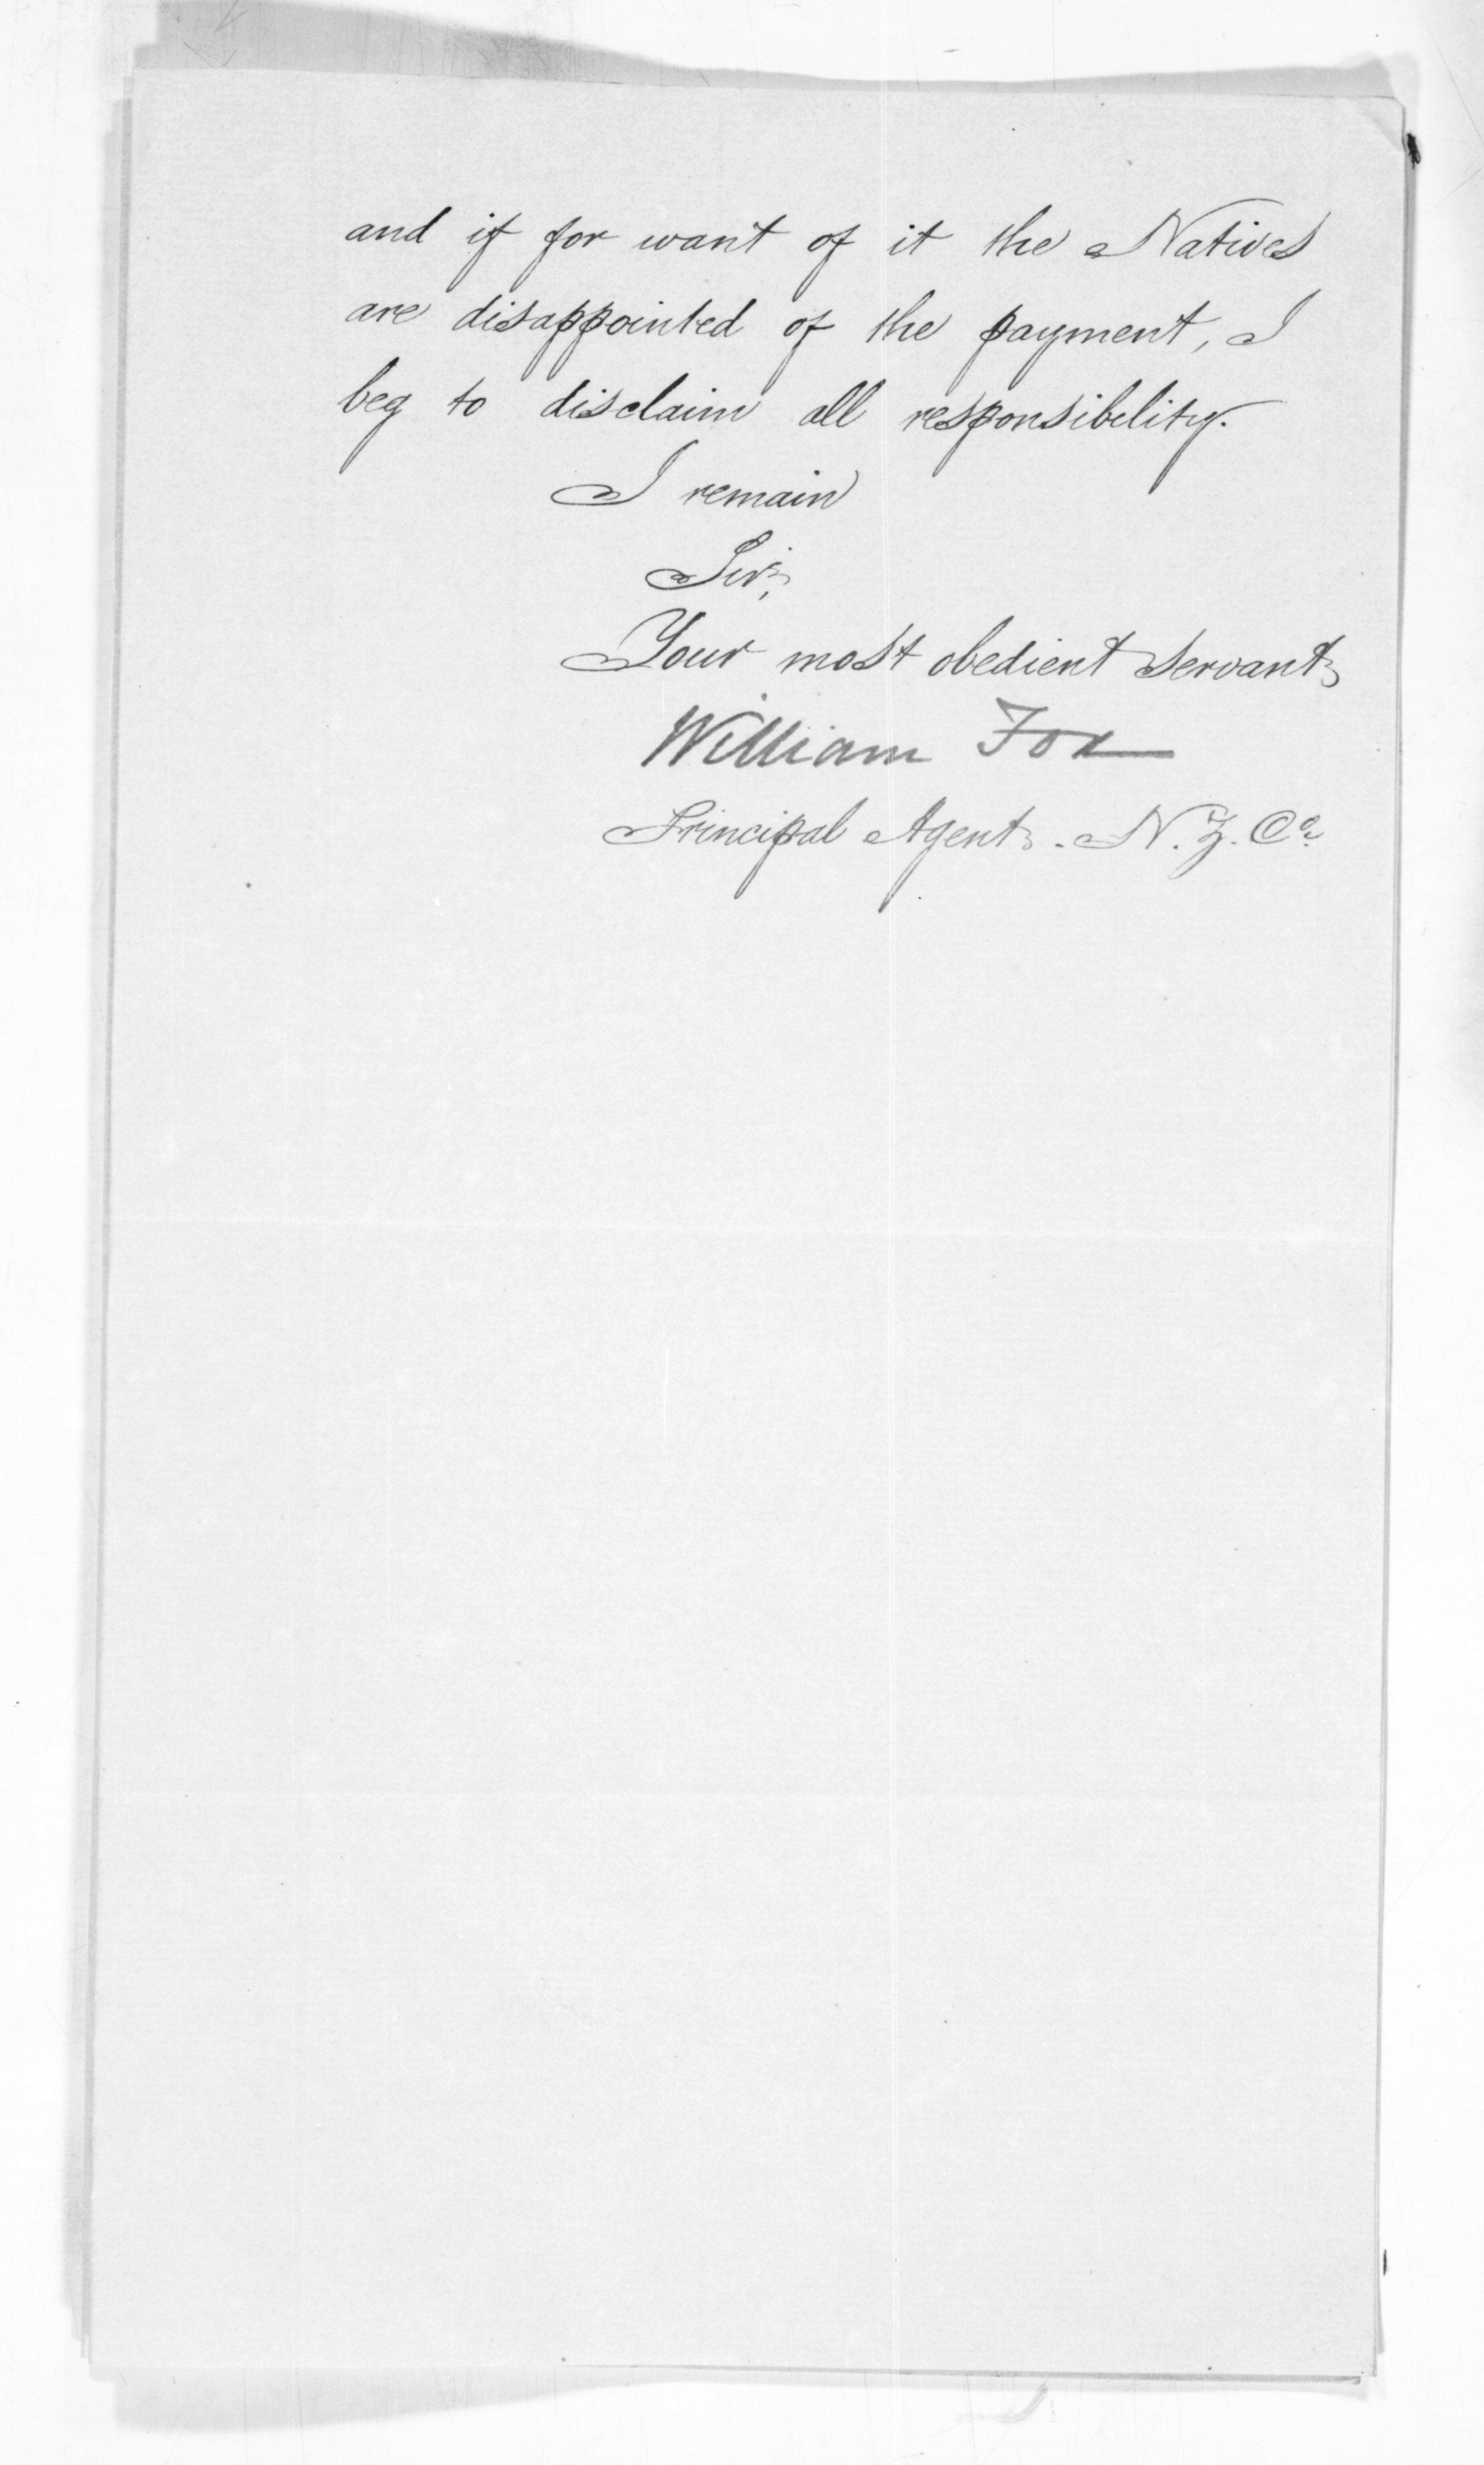 and if for want of it the Natives
are disappointed of the payment, I
beg to disclaim all responsibility.
I remain
Sir,
Your most obedient Servant,
William Fox
Principal Agent. N. Z. Co.